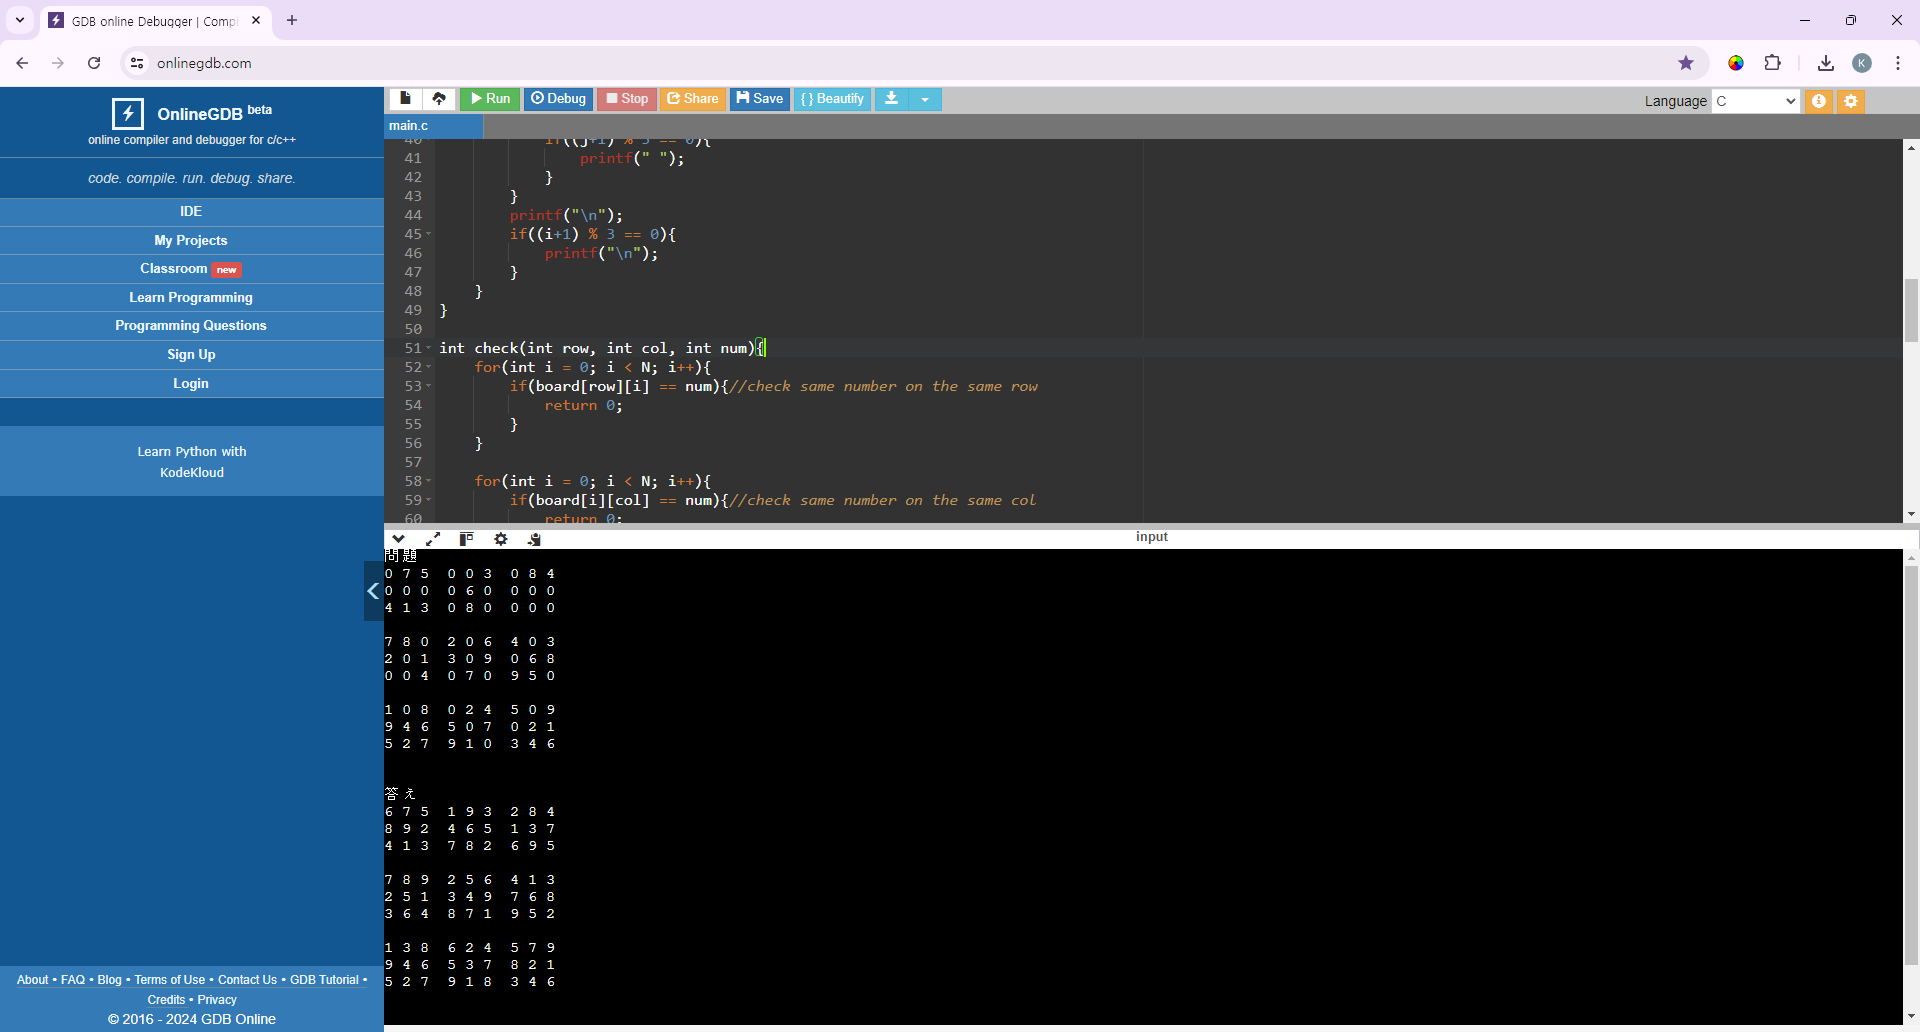 GDB online Debugger | Comp
onlinegdb.com
K
OnlineGDB beta
online compiler and debugger for c/c++
code. compile. run. debug. share.
IDE
My Projects
Classroom new
Learn Programming
Programming Questions
Sign Up
Login
Learn Python with
KodeKloud
About • FAQ • Blog • Terms of Use • Contact Us • GDB Tutorial •
Credits • Privacy
© 2016 - 2024 GDB Online
Run Debug Stop Share Save { } Beautify
Language C
main.c
40 if((j+1) % 3 == 0){
41 printf(" ");
42 }
43 }
44 printf("\n");
45 if((i+1) % 3 == 0){
46 printf("\n");
47 }
48 }
49 }
50
51 int check(int row, int col, int num){
52 for(int i = 0; i < N; i++){
53 if(board[row][i] == num){//check same number on the same row
54 return 0;
55 }
56 }
57
58 for(int i = 0; i < N; i++){
59 if(board[i][col] == num){//check same number on the same col
60 return 0;
input
問題
0 7 5 0 0 3 0 8 4
0 0 0 0 6 0 0 0 0
4 1 3 0 8 0 0 0 0
7 8 0 2 0 6 4 0 3
2 0 1 3 0 9 0 6 8
0 0 4 0 7 0 9 5 0
1 0 8 0 2 4 5 0 9
9 4 6 5 0 7 0 2 1
5 2 7 9 1 0 3 4 6
答え
6 7 5 1 9 3 2 8 4
8 9 2 4 6 5 1 3 7
4 1 3 7 8 2 6 9 5
7 8 9 2 5 6 4 1 3
2 5 1 3 4 9 7 6 8
3 6 4 8 7 1 9 5 2
1 3 8 6 2 4 5 7 9
9 4 6 5 3 7 8 2 1
5 2 7 9 1 8 3 4 6